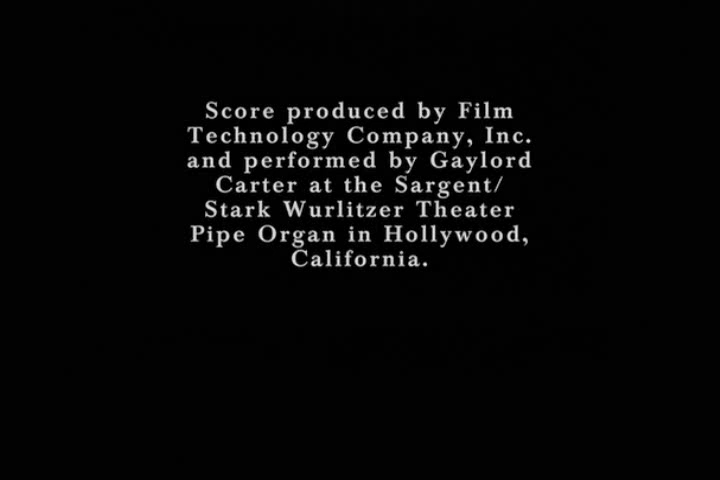 Score produced by Film
Technology Company, Inc.
and performed by Gaylord
Carter at the Sargent/
Stark Wurlitzer Theater
Pipe Organ in Hollywood,
California.